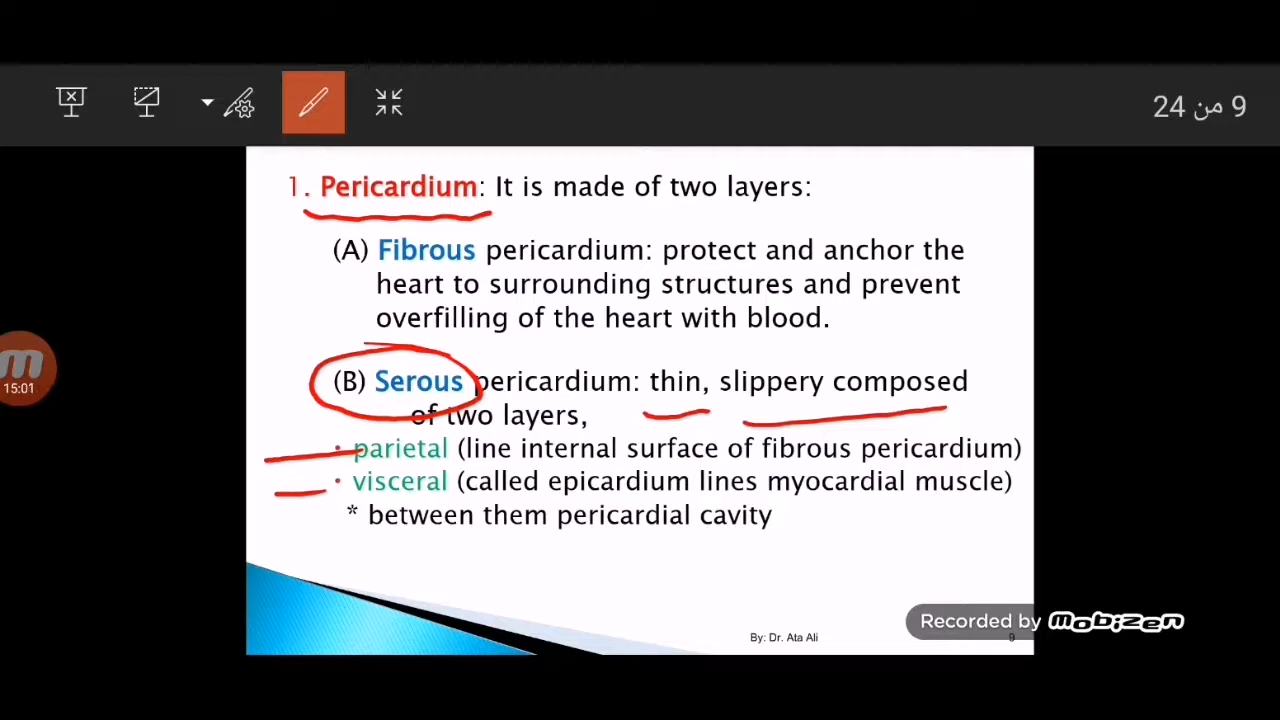 9 من 24
1. Pericardium: It is made of two layers:
(A) Fibrous pericardium: protect and anchor the
heart to surrounding structures and prevent
overfilling of the heart with blood.
(B) Serous pericardium: thin, slippery composed
of two layers,
• parietal (line internal surface of fibrous pericardium)
• visceral (called epicardium lines myocardial muscle)
* between them pericardial cavity
15:01
Recorded by mobizen
By: Dr. Ata Ali
9